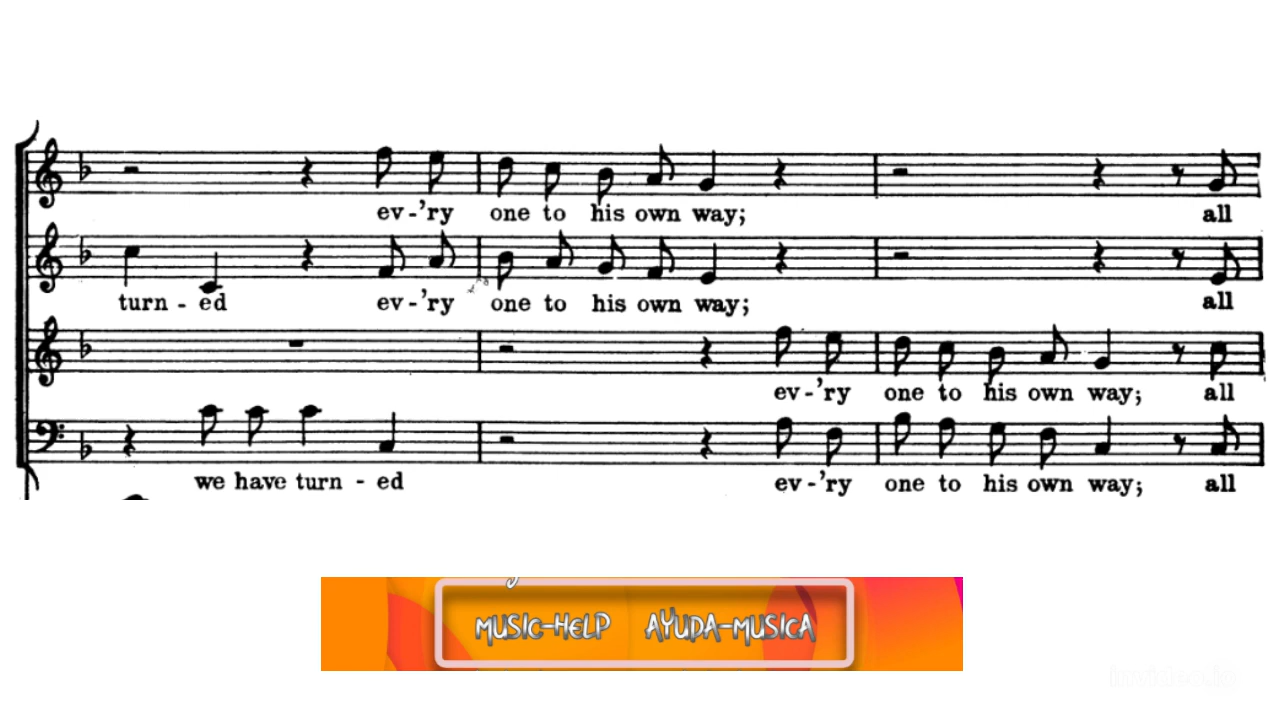 ev-'ry one to his own way; all
turn - ed ev-'ry one to his own way; all
ev-'ry one to his own way; all
we have turn - ed ev-'ry one to his own way; all
MUSIC-HELP AYUDA-MUSICA